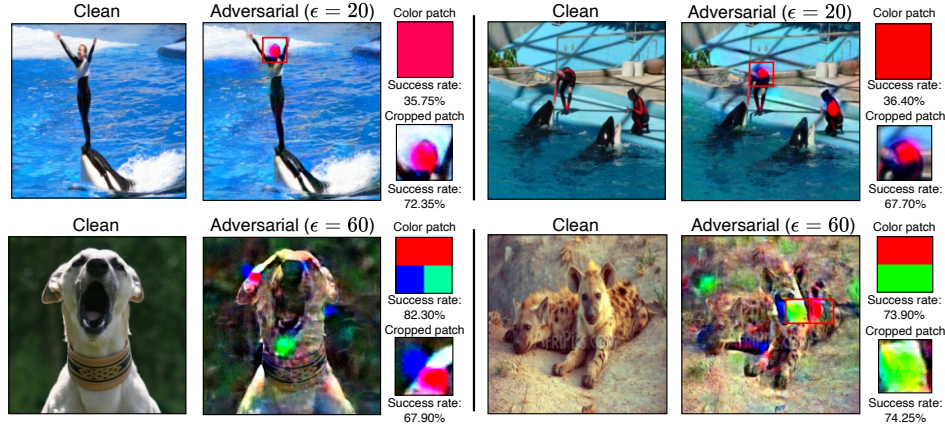 Clean
Adversarial (ϵ = 20)
Color patch
Success rate:
35.75%
Cropped patch
Success rate:
72.35%
Clean
Adversarial (ϵ = 20)
Color patch
Success rate:
36.40%
Cropped patch
Success rate:
67.70%
Clean
Adversarial (ϵ = 60)
Color patch
Success rate:
82.30%
Cropped patch
Success rate:
67.90%
Clean
Adversarial (ϵ = 60)
Color patch
Success rate:
73.90%
Cropped patch
Success rate:
74.25%